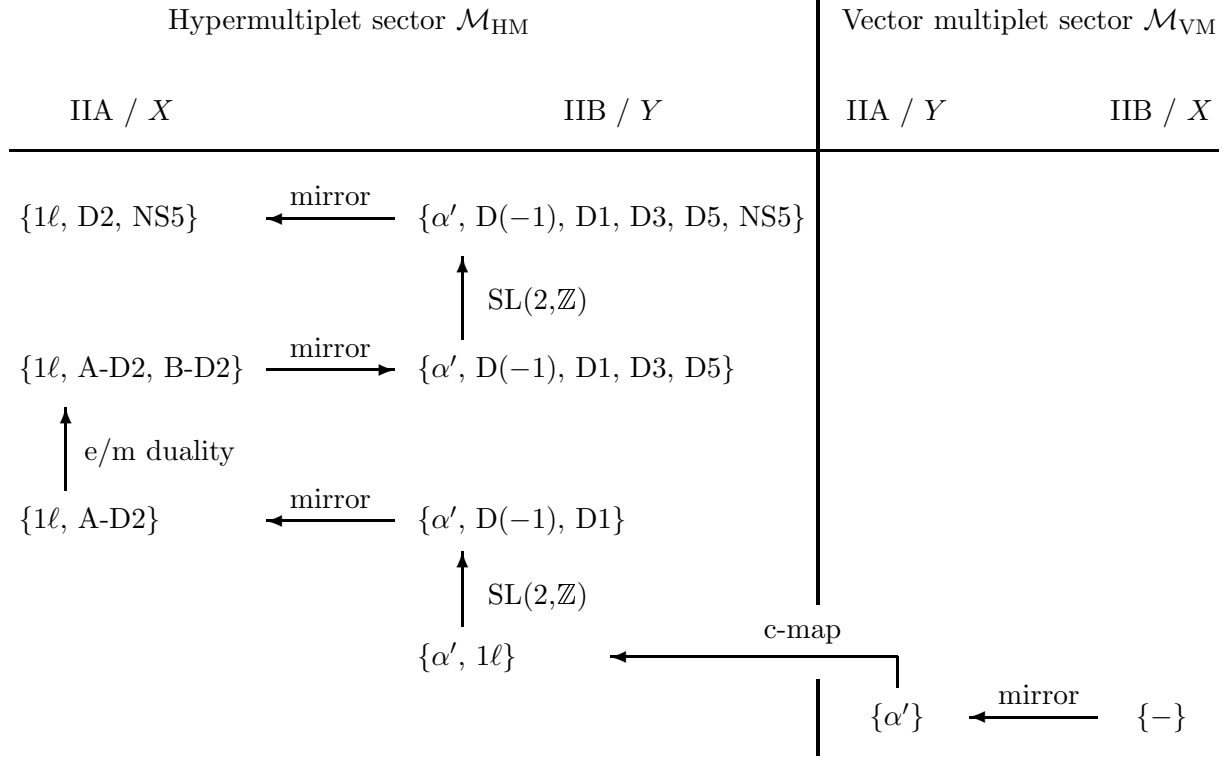 Hypermultiplet sector ℳ_HM Vector multiplet sector ℳ_VM
IIA / X IIB / Y IIA / Y IIB / X
{1ℓ, D2, NS5} mirror {α′, D(−1), D1, D3, D5, NS5}
SL(2,ℤ)
{1ℓ, A-D2, B-D2} mirror {α′, D(−1), D1, D3, D5}
e/m duality
{1ℓ, A-D2} mirror {α′, D(−1), D1}
SL(2,ℤ)
{α′, 1ℓ} c-map
{α′} mirror {−}